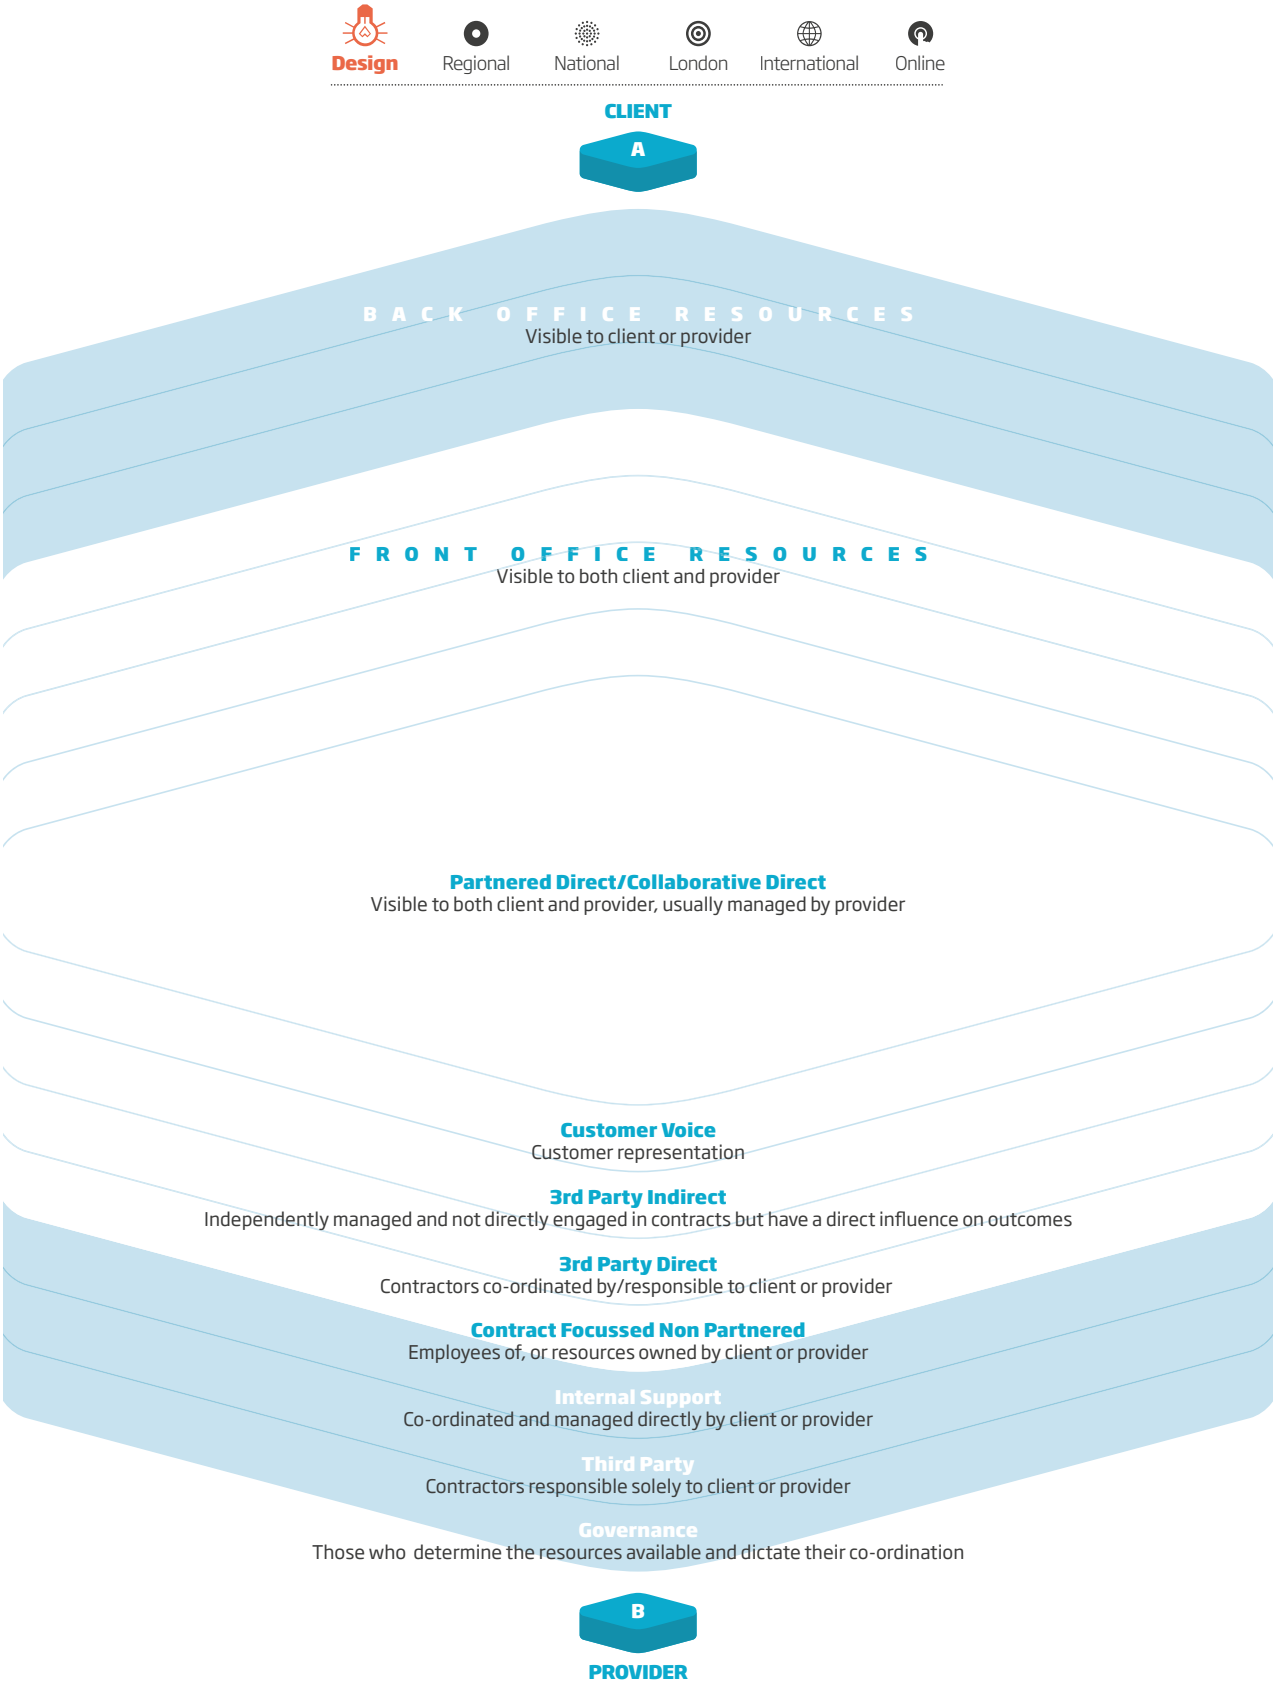 Design Regional National London International Online
CLIENT
A
BACK OFFICE RESOURCES
Visible to client or provider
FRONT OFFICE RESOURCES
Visible to both client and provider
Partnered Direct/Collaborative Direct
Visible to both client and provider, usually managed by provider
Customer Voice
Customer representation
3rd Party Indirect
Independently managed and not directly engaged in contracts but have a direct influence on outcomes
3rd Party Direct
Contractors co-ordinated by/responsible to client or provider
Contract Focussed Non Partnered
Employees of, or resources owned by client or provider
Internal Support
Co-ordinated and managed directly by client or provider
Third Party
Contractors responsible solely to client or provider
Governance
Those who determine the resources available and dictate their co-ordination
B
PROVIDER